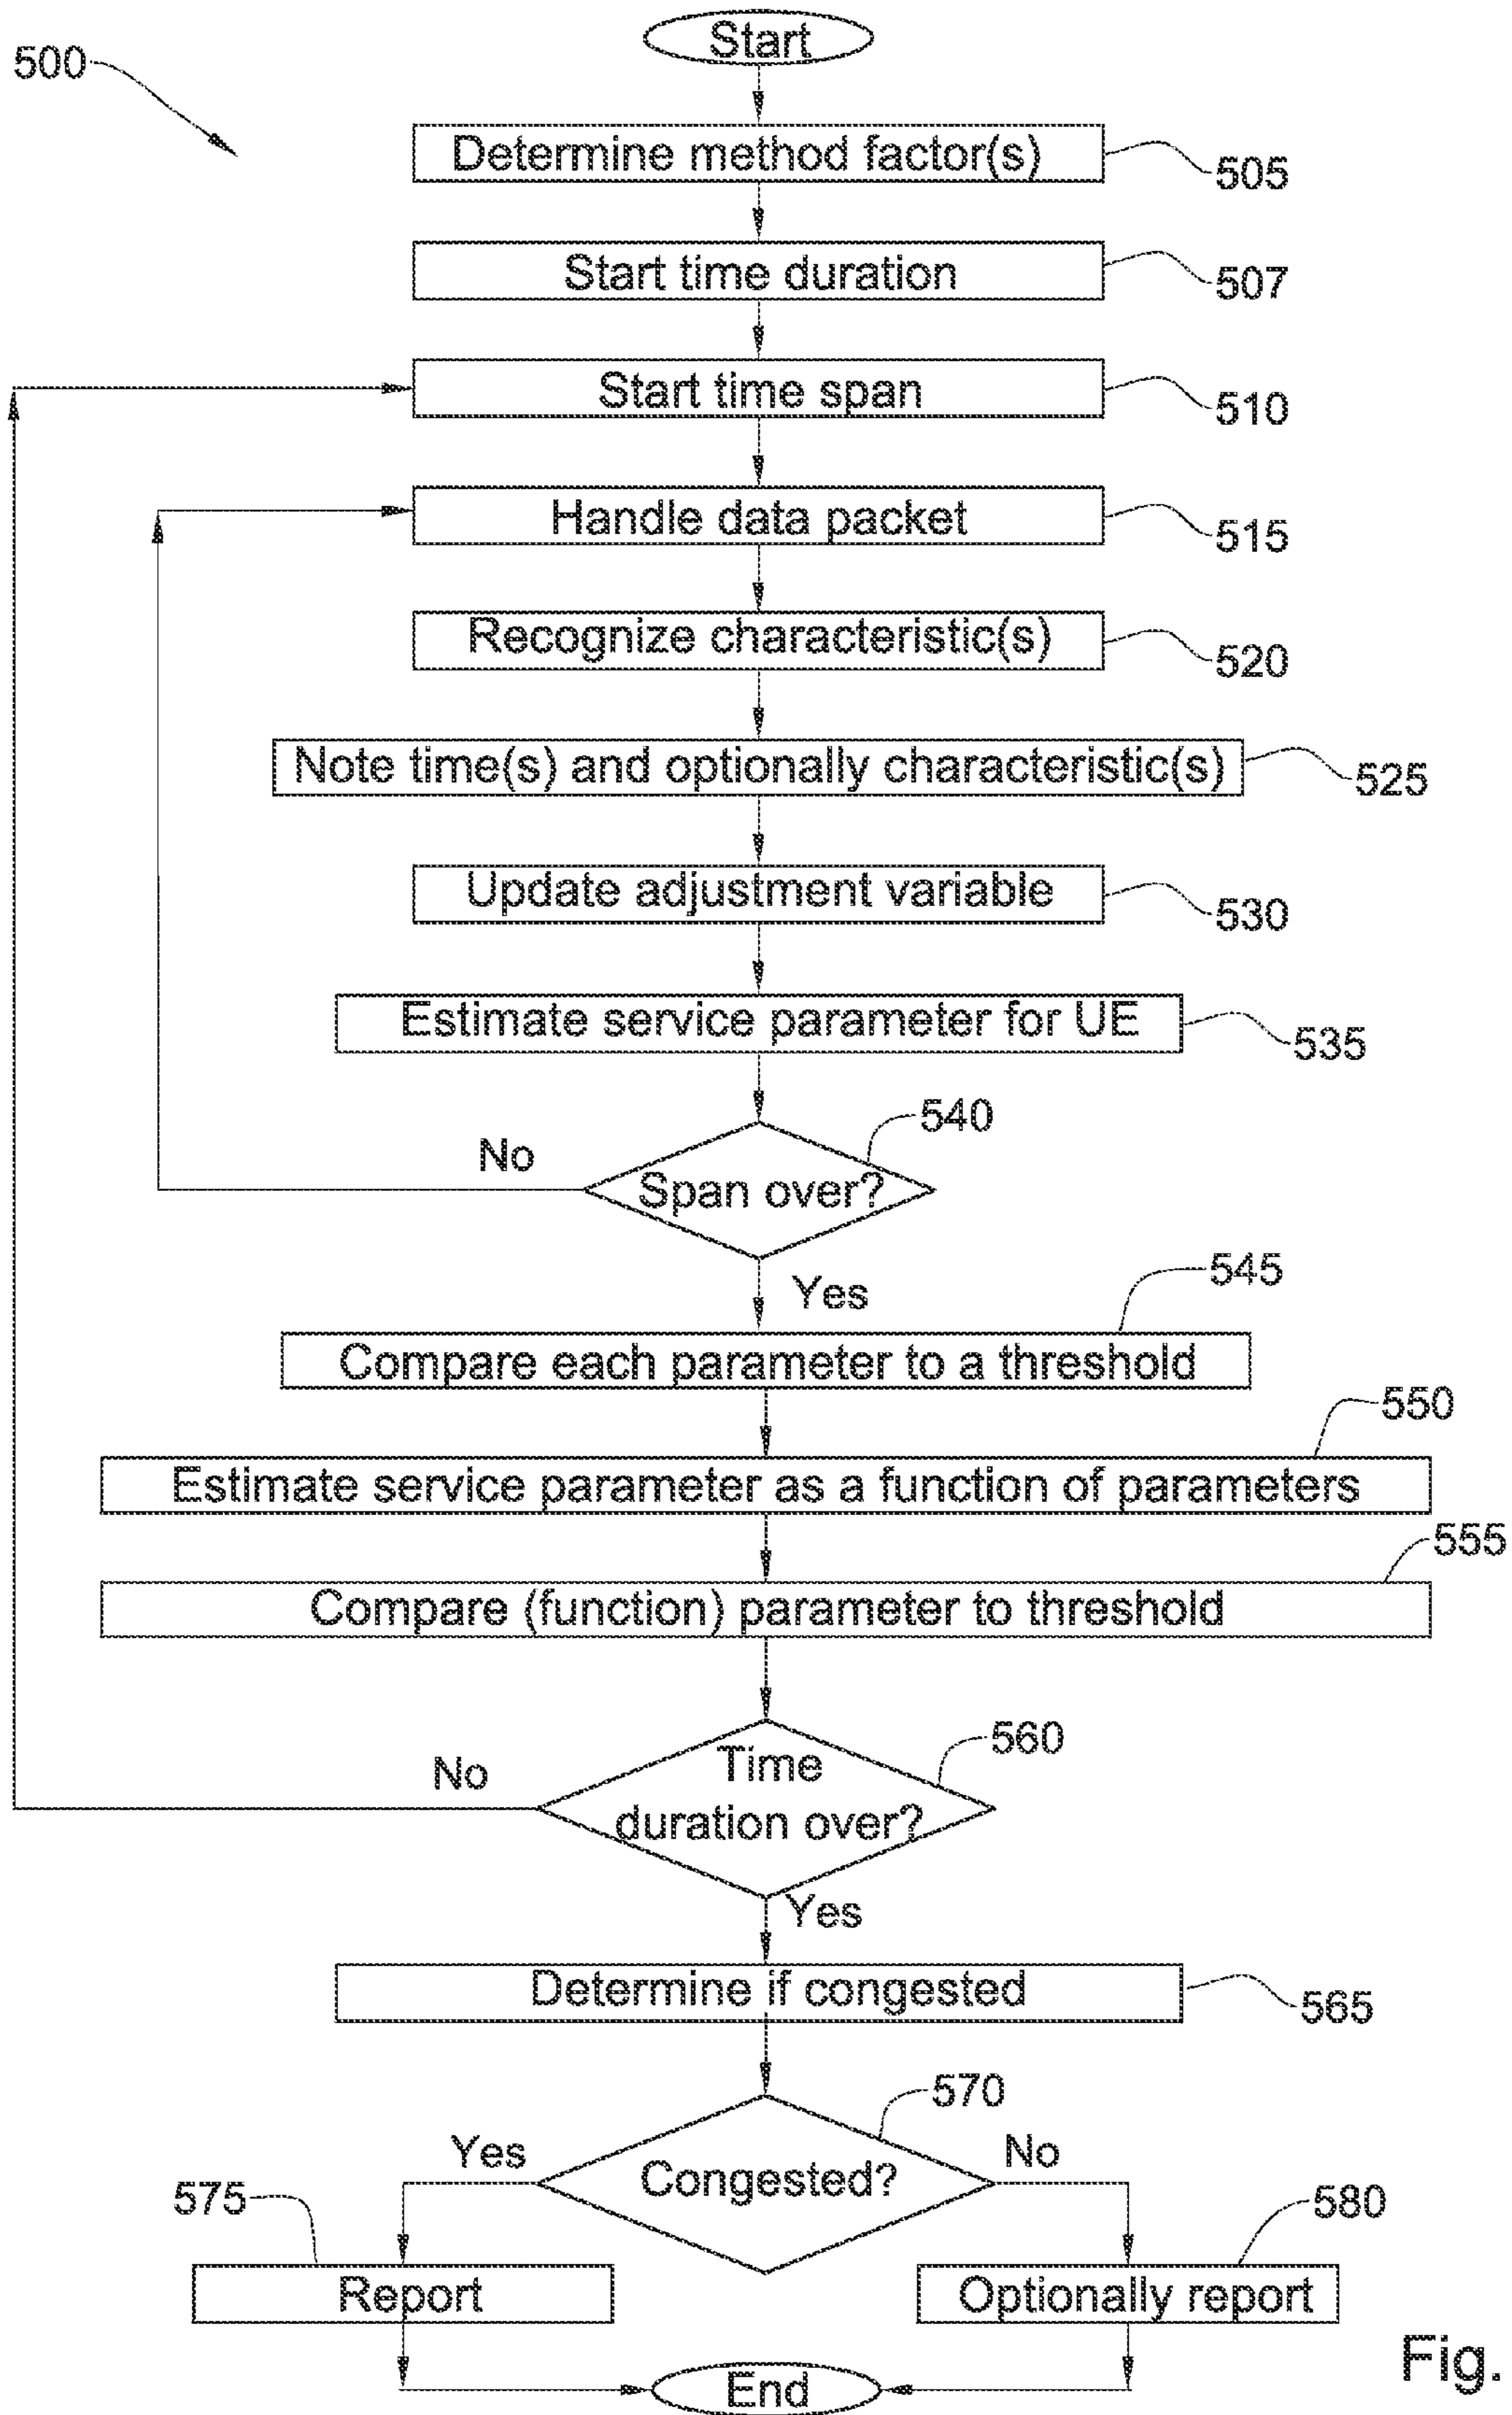 Start
500
Determine method factor(s)
505
Start time duration
507
Start time span
510
Handle data packet
515
Recognize characteristic(s)
520
Note time(s) and optionally characteristic(s)
525
Update adjustment variable
530
Estimate service parameter for UE
535
540
No
Span over?
Yes
545
Compare each parameter to a threshold
550
Estimate service parameter as a function of parameters
555
Compare (function) parameter to threshold
560
No
Time
duration over?
Yes
Determine if congested
565
570
Yes
No
Congested?
575
580
Report
Optionally report
End
Fig.